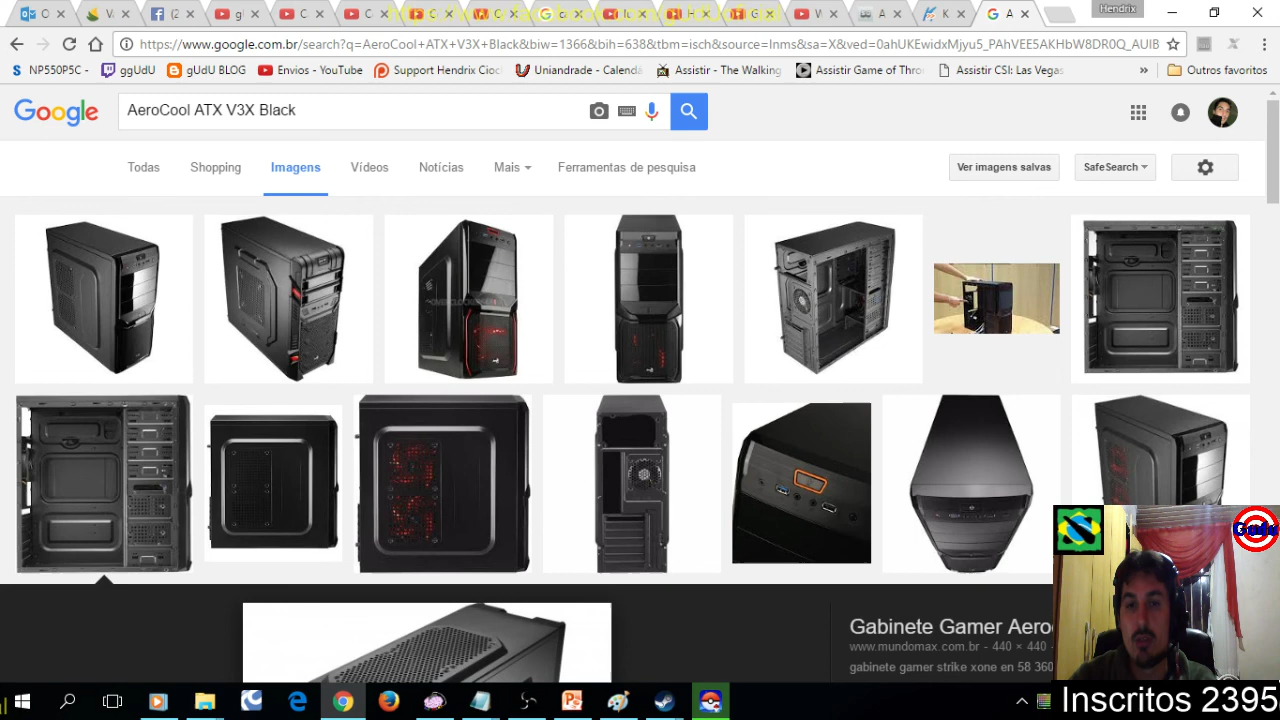 Hendrix
https://www.google.com.br/search?q=AeroCool+ATX+V3X+Black&biw=1366&bih=638&tbm=isch&source=lnms&sa=X&ved=0ahUKEwidxMjyu5_PAhVEE5AKHbW8DR0Q_AUIB
NP550P5C - ggUdU gUdU BLOG Envios - YouTube Support Hendrix Cioc Uniandrade - Calendá Assistir - The Walking Assistir Game of Thro Assistir CSI: Las Vegas » Outros favoritos
Google AeroCool ATX V3X Black
Todas Shopping Imagens Vídeos Notícias Mais Ferramentas de pesquisa Ver imagens salvas SafeSearch
Gudu
Gabinete Gamer Aero
www.mundomax.com.br - 440 × 440
gabinete gamer strike xone en 58 360
Inscritos 2395